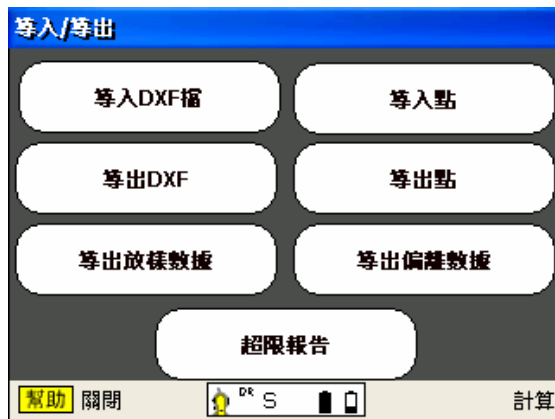 導入/導出
導入DXF檔
導入點
導出DXF
導出點
導出放樣數據
導出偏離數據
超限報告
幫助 關閉 DR S 計算